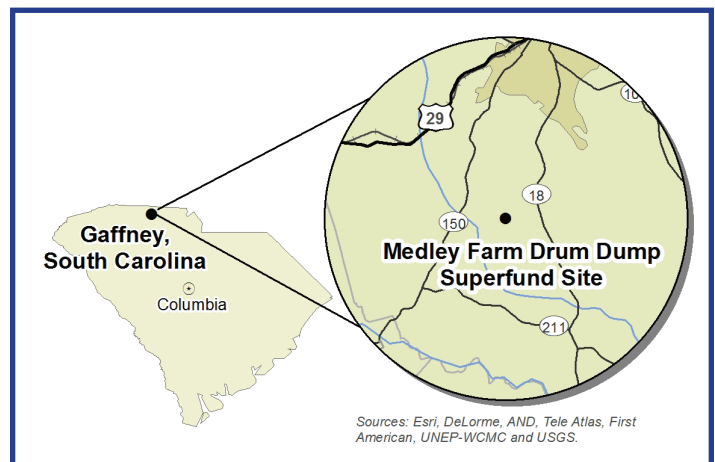 29
10
18
150
Gaffney,
South Carolina
Medley Farm Drum Dump
Superfund Site
Columbia
211
Sources: Esri, DeLorme, AND, Tele Atlas, First
American, UNEP-WCMC and USGS.